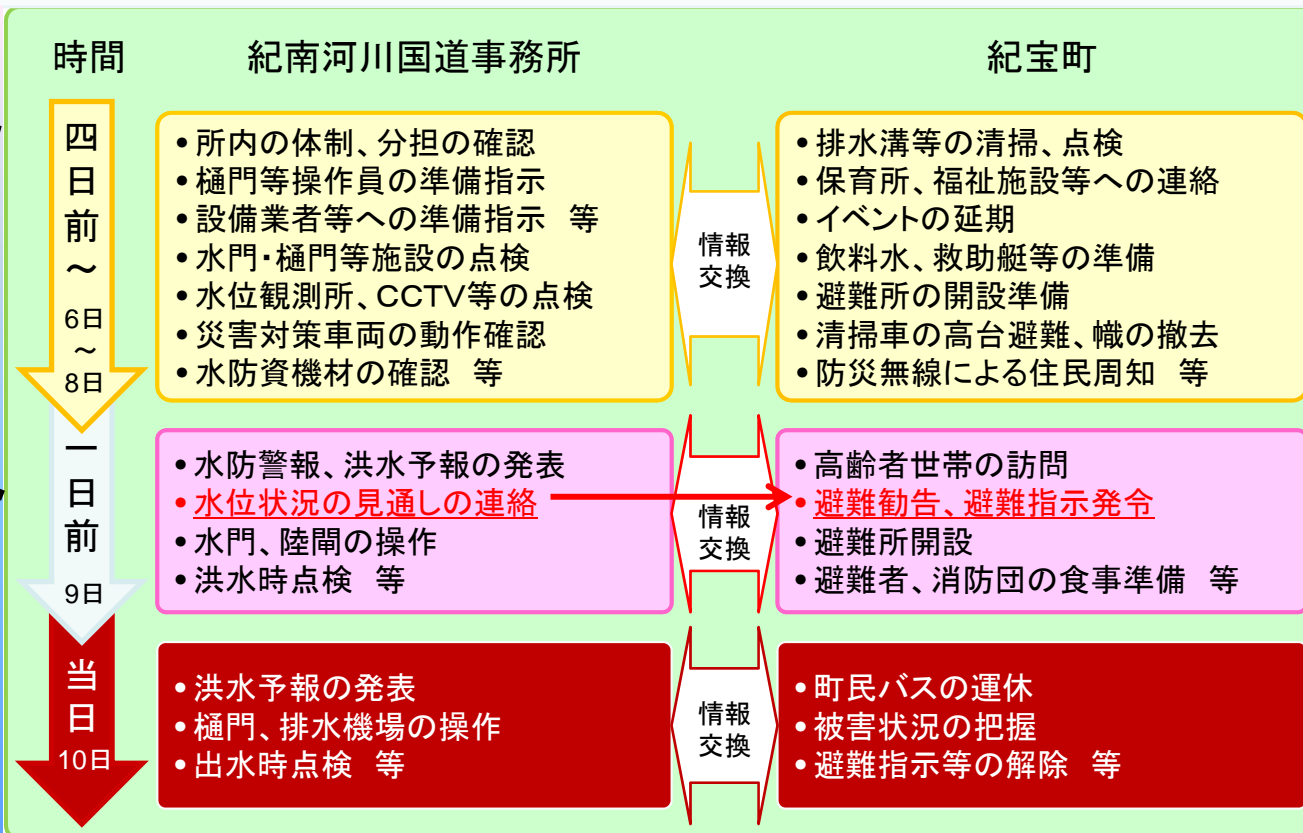 時間
紀南河川国道事務所
紀宝町
四日前～
6日
～
8日
• 所内の体制、分担の確認
• 樋門等操作員の準備指示
• 設備業者等への準備指示　等
• 水門・樋門等施設の点検
• 水位観測所、CCTV等の点検
• 災害対策車両の動作確認
• 水防資機材の確認　等
情報
交換
• 排水溝等の清掃、点検
• 保育所、福祉施設等への連絡
• イベントの延期
• 飲料水、救助艇等の準備
• 避難所の開設準備
• 清掃車の高台避難、幟の撤去
• 防災無線による住民周知　等
一日前
9日
• 水防警報、洪水予報の発表
• 水位状況の見通しの連絡
• 水門、陸閘の操作
• 洪水時点検　等
情報
交換
• 高齢者世帯の訪問
• 避難勧告、避難指示発令
• 避難所開設
• 避難者、消防団の食事準備　等
当日
10日
• 洪水予報の発表
• 樋門、排水機場の操作
• 出水時点検　等
情報
交換
• 町民バスの運休
• 被害状況の把握
• 避難指示等の解除　等